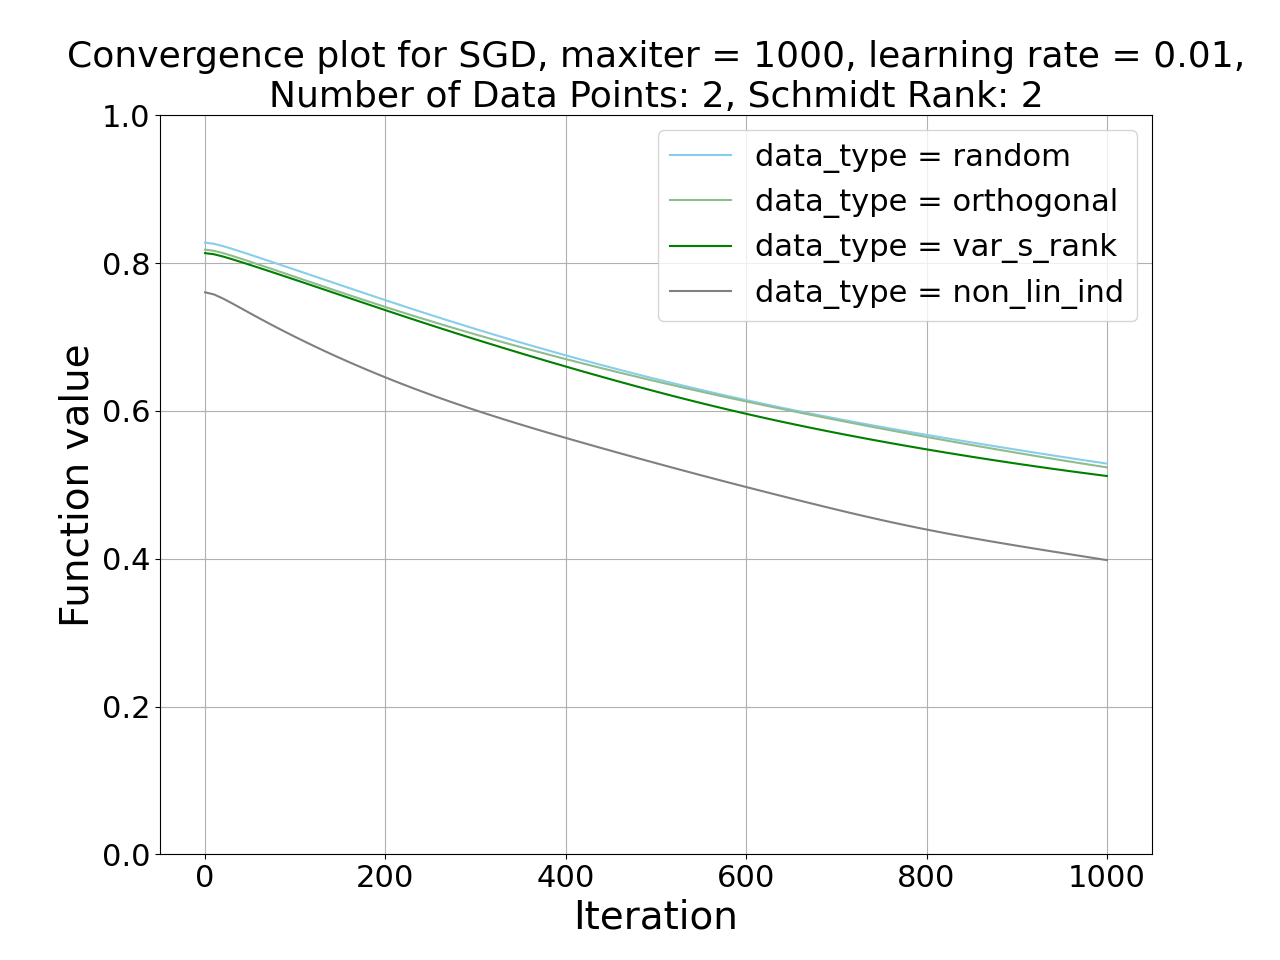 Convergence plot for SGD, maxiter = 1000, learning rate = 0.01,
Number of Data Points: 2, Schmidt Rank: 2
data_type = random
data_type = orthogonal
data_type = var_s_rank
data_type = non_lin_ind
Function value
1.0
0.8
0.6
0.4
0.2
0.0
0 200 400 600 800 1000
Iteration